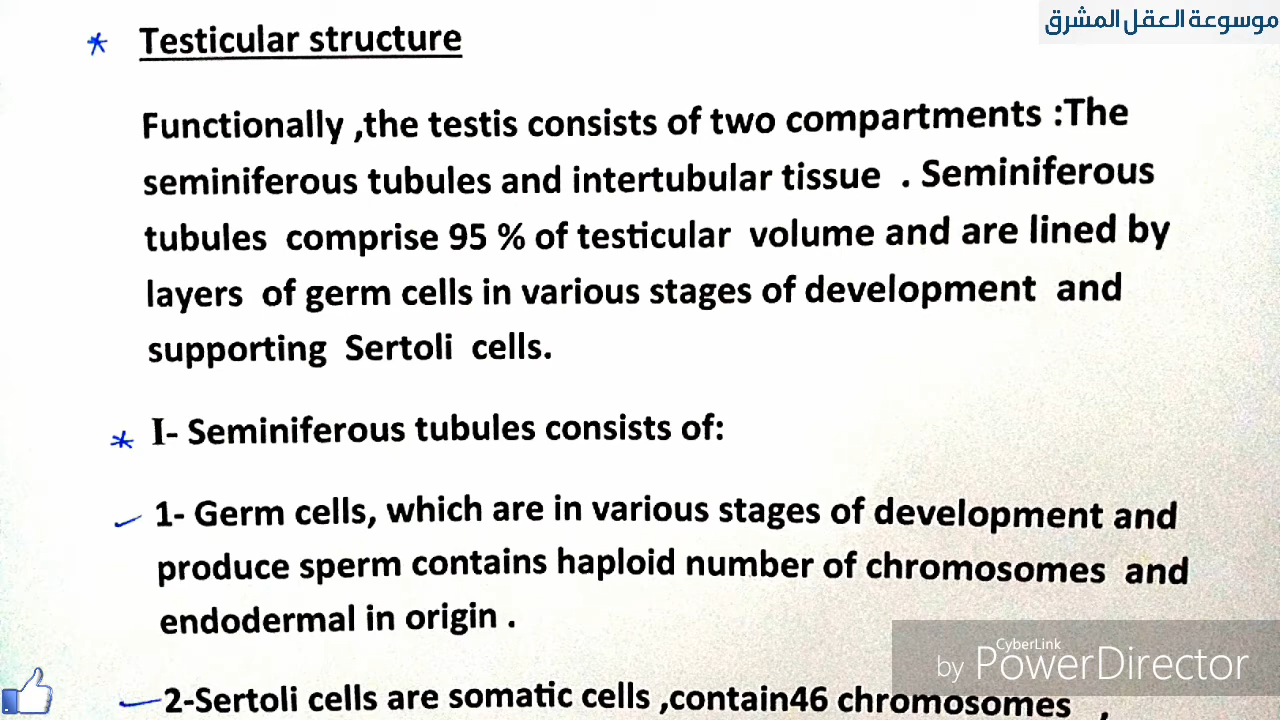 موسوعة العقل المشرق
* Testicular structure
Functionally ,the testis consists of two compartments :The
seminiferous tubules and intertubular tissue . Seminiferous
tubules comprise 95 % of testicular volume and are lined by
layers of germ cells in various stages of development and
supporting Sertoli cells.
* I- Seminiferous tubules consists of:
1- Germ cells, which are in various stages of development and
produce sperm contains haploid number of chromosomes and
endodermal in origin .
2-Sertoli cells are somatic cells ,contain46 chromosomes ,
CyberLink
by PowerDirector